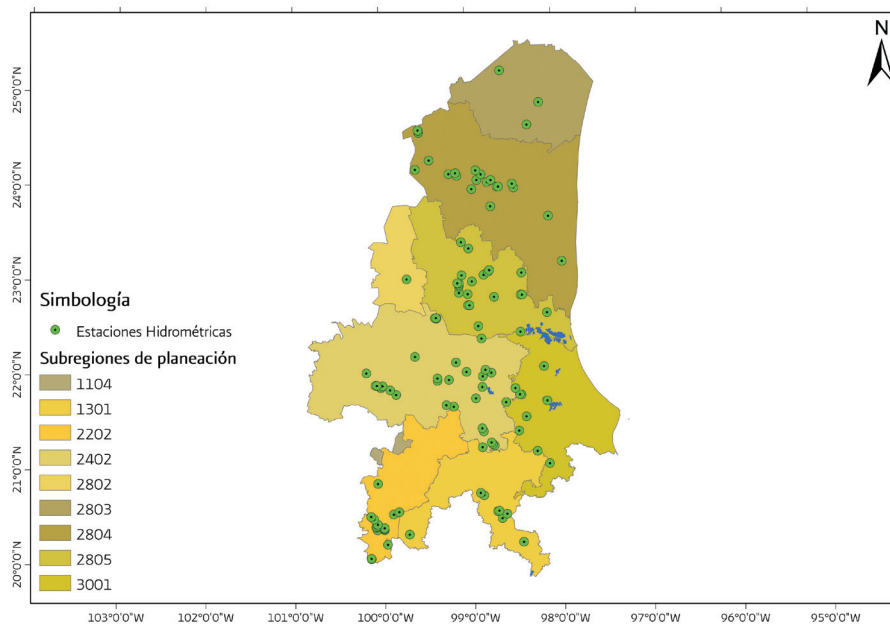 N
25°0'0"N
24°0'0"N
23°0'0"N
22°0'0"N
21°0'0"N
20°0'0"N
Simbología
Estaciones Hidrométricas
Subregiones de planeación
1104
1301
2202
2402
2802
2803
2804
2805
3001
103°0'0"W
102°0'0"W
101°0'0"W
100°0'0"W
99°0'0"W
98°0'0"W
97°0'0"W
96°0'0"W
95°0'0"W